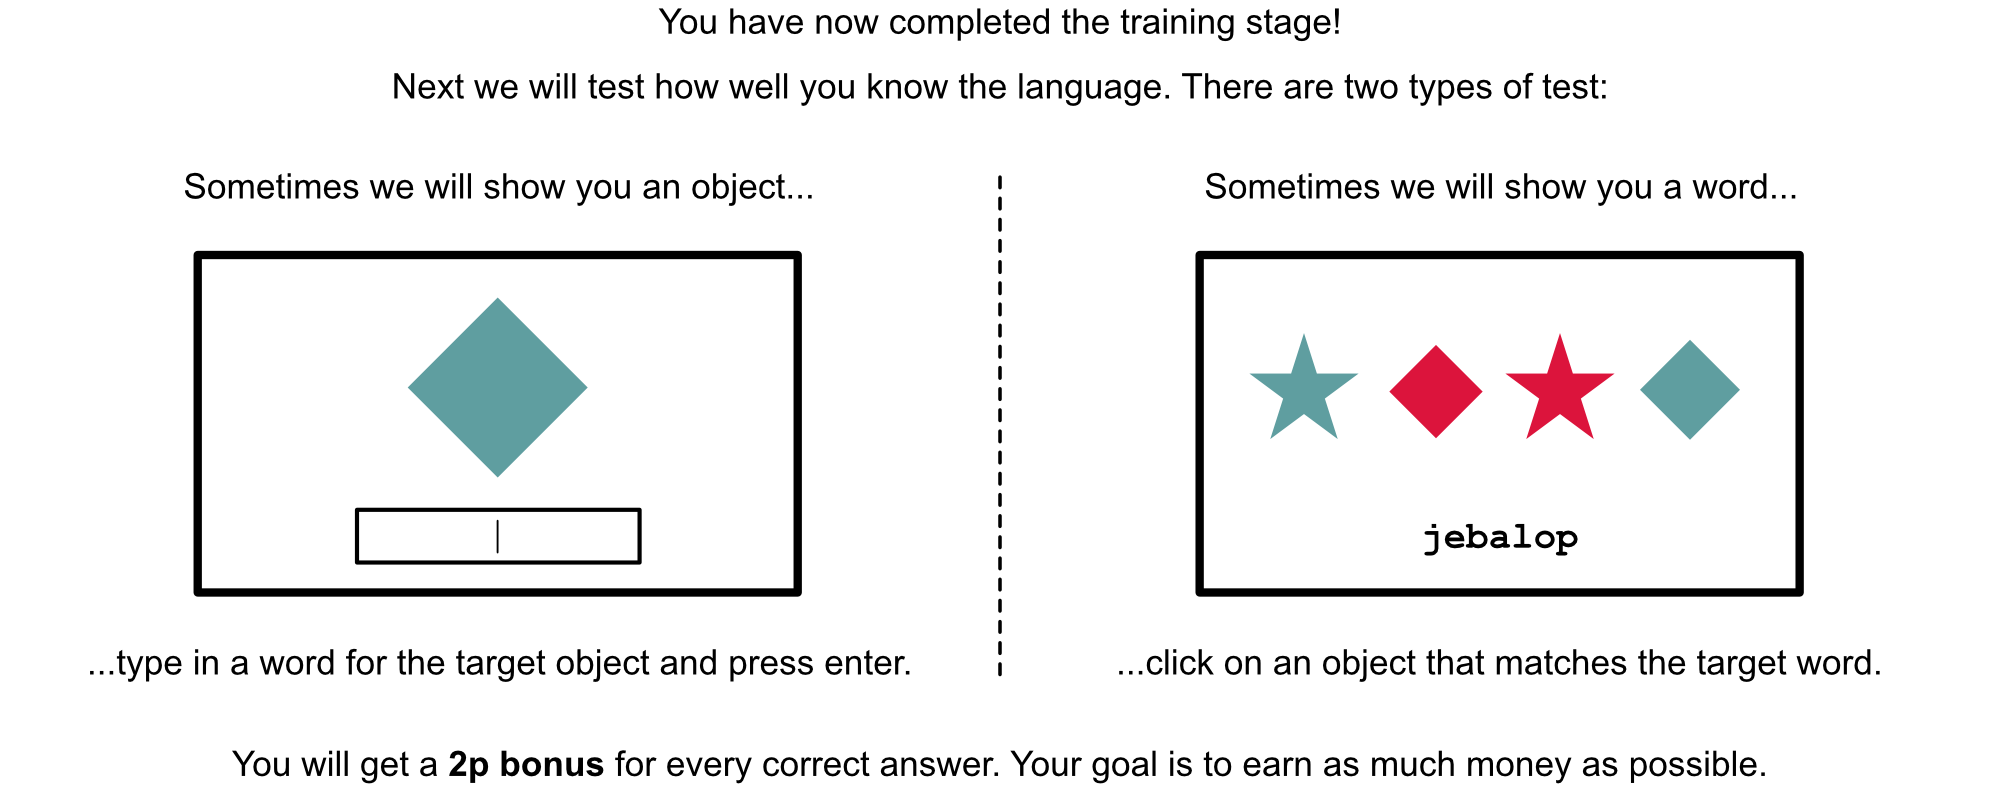 You have now completed the training stage!
Next we will test how well you know the language. There are two types of test:
Sometimes we will show you an object...
...type in a word for the target object and press enter.
Sometimes we will show you a word...
jebalop
...click on an object that matches the target word.
You will get a 2p bonus for every correct answer. Your goal is to earn as much money as possible.